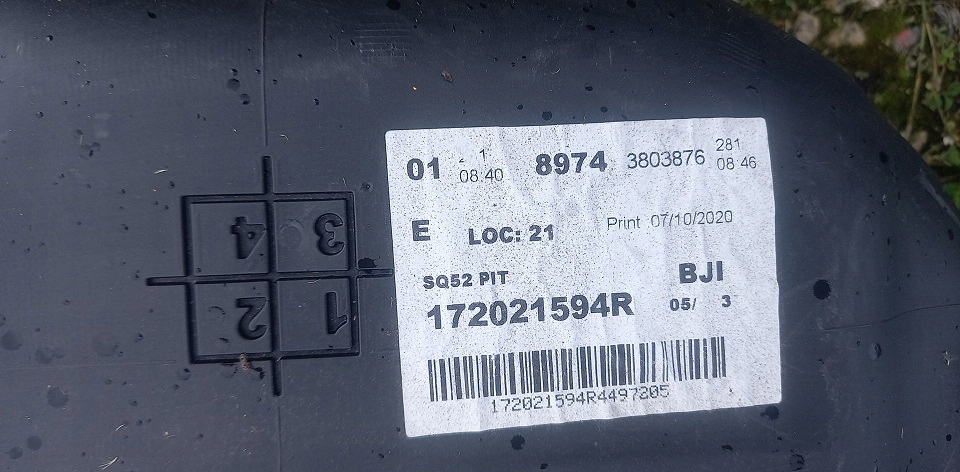 01 8974 3803876 281
08:40 08:46
E LOC: 21 Print 07/10/2020
SQ52 PIT BJI
172021594R 05/ 3
172021594R4497205
3 4
1 2